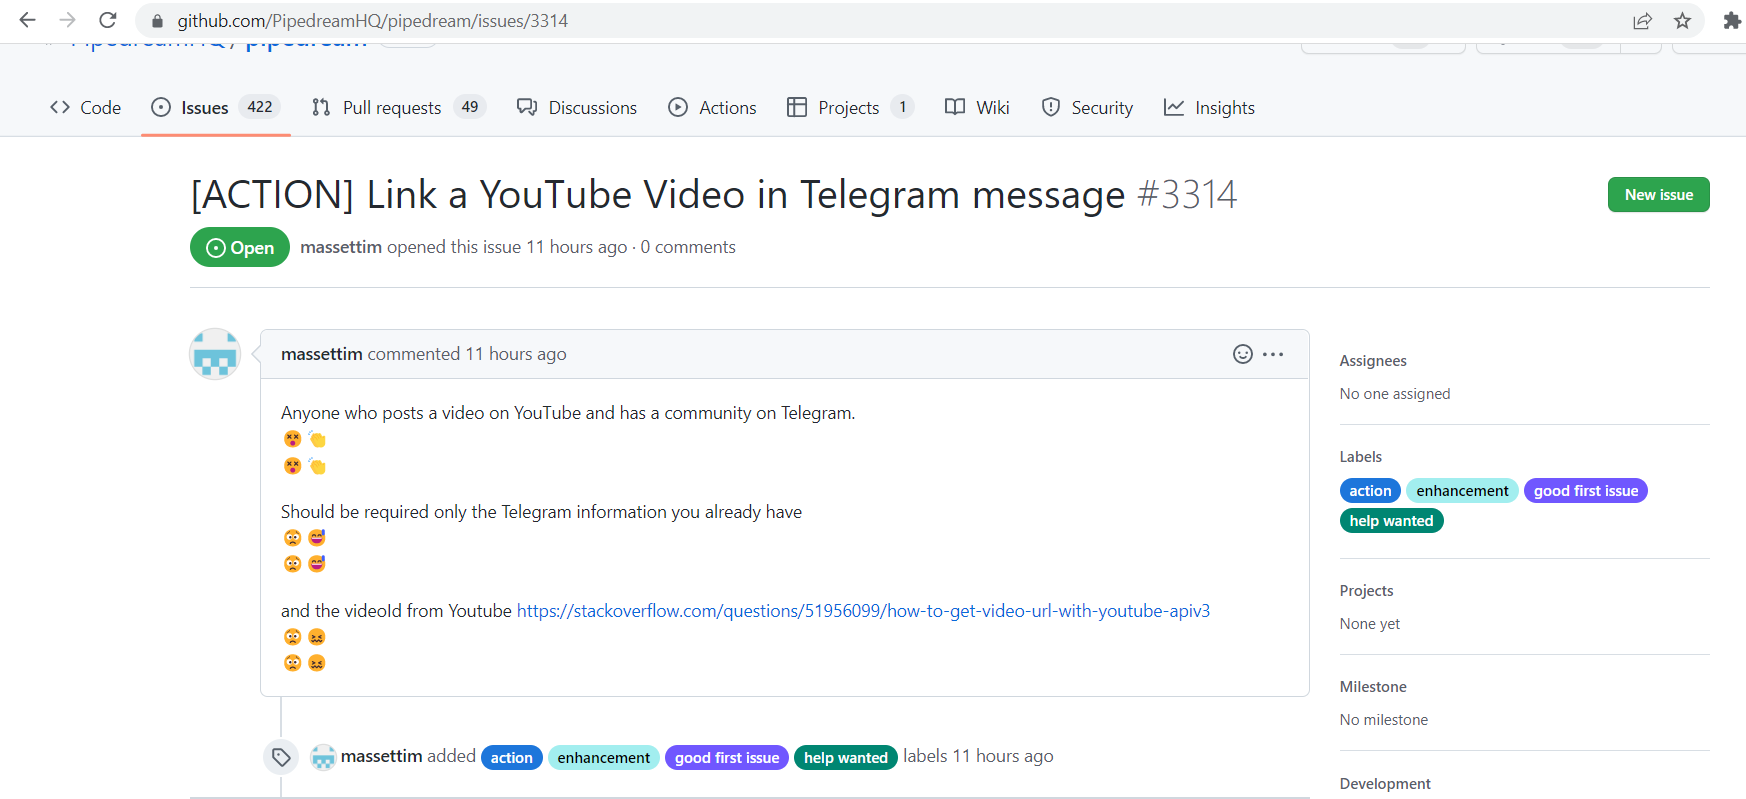 github.com/PipedreamHQ/pipedream/issues/3314
PipedreamHQ / pipedream
Code Issues 422 Pull requests 49 Discussions Actions Projects 1 Wiki Security Insights
[ACTION] Link a YouTube Video in Telegram message #3314
New issue
Open massettim opened this issue 11 hours ago · 0 comments
massettim commented 11 hours ago
Anyone who posts a video on YouTube and has a community on Telegram.
😵 👏
😵 👏
Should be required only the Telegram information you already have
😟 😅
😟 😅
and the videoId from Youtube https://stackoverflow.com/questions/51956099/how-to-get-video-url-with-youtube-apiv3
😟 😖
😟 😖
massettim added action enhancement good first issue help wanted labels 11 hours ago
Assignees
No one assigned
Labels
action enhancement good first issue
help wanted
Projects
None yet
Milestone
No milestone
Development